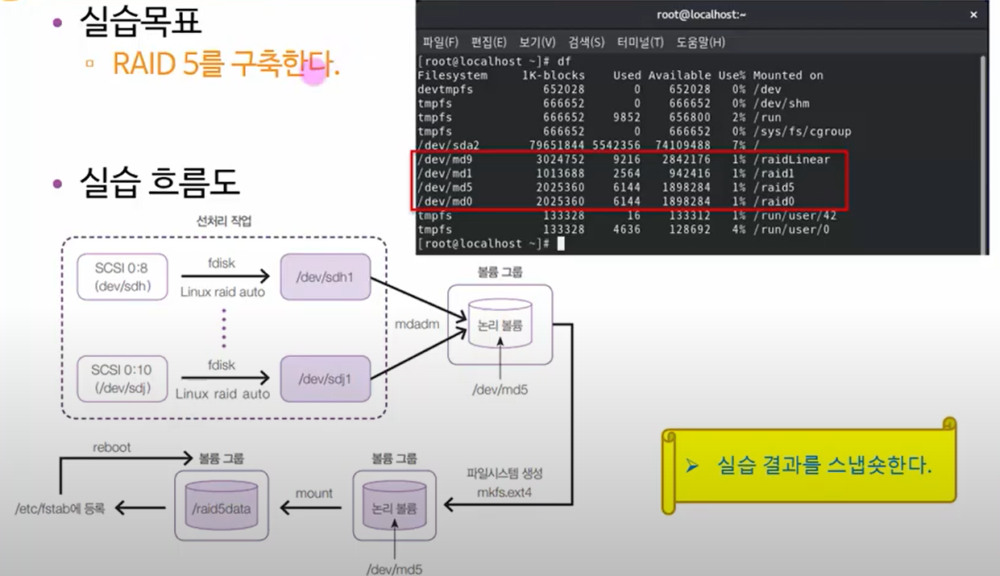 실습목표
RAID 5를 구축한다.
실습 흐름도
root@localhost:~
파일(F) 편집(E) 보기(V) 검색(S) 터미널(T) 도움말(H)
[root@localhost ~]# df
Filesystem 1K-blocks Used Available Use% Mounted on
devtmpfs 652028 0 652028 0% /dev
tmpfs 666652 0 666652 0% /dev/shm
tmpfs 666652 9852 656800 2% /run
tmpfs 666652 0 666652 0% /sys/fs/cgroup
/dev/sda2 79651844 5542356 74109488 7% /
/dev/md9 3024752 9216 2842176 1% /raidLinear
/dev/md1 1013688 2564 942416 1% /raid1
/dev/md5 2025360 6144 1898284 1% /raid5
/dev/md0 2025360 6144 1898284 1% /raid0
tmpfs 133328 16 133312 1% /run/user/42
tmpfs 133328 4636 128692 4% /run/user/0
[root@localhost ~]#
선처리 작업
SCSI 0:8
(dev/sdh)
fdisk
Linux raid auto
/dev/sdh1
SCSI 0:10
(/dev/sdj)
fdisk
Linux raid auto
/dev/sdj1
mdadm
볼륨 그룹
논리 볼륨
/dev/md5
파일시스템 생성
mkfs.ext4
볼륨 그룹
논리 볼륨
/dev/md5
mount
볼륨 그룹
/raid5data
reboot
/etc/fstab에 등록
실습 결과를 스냅숏한다.